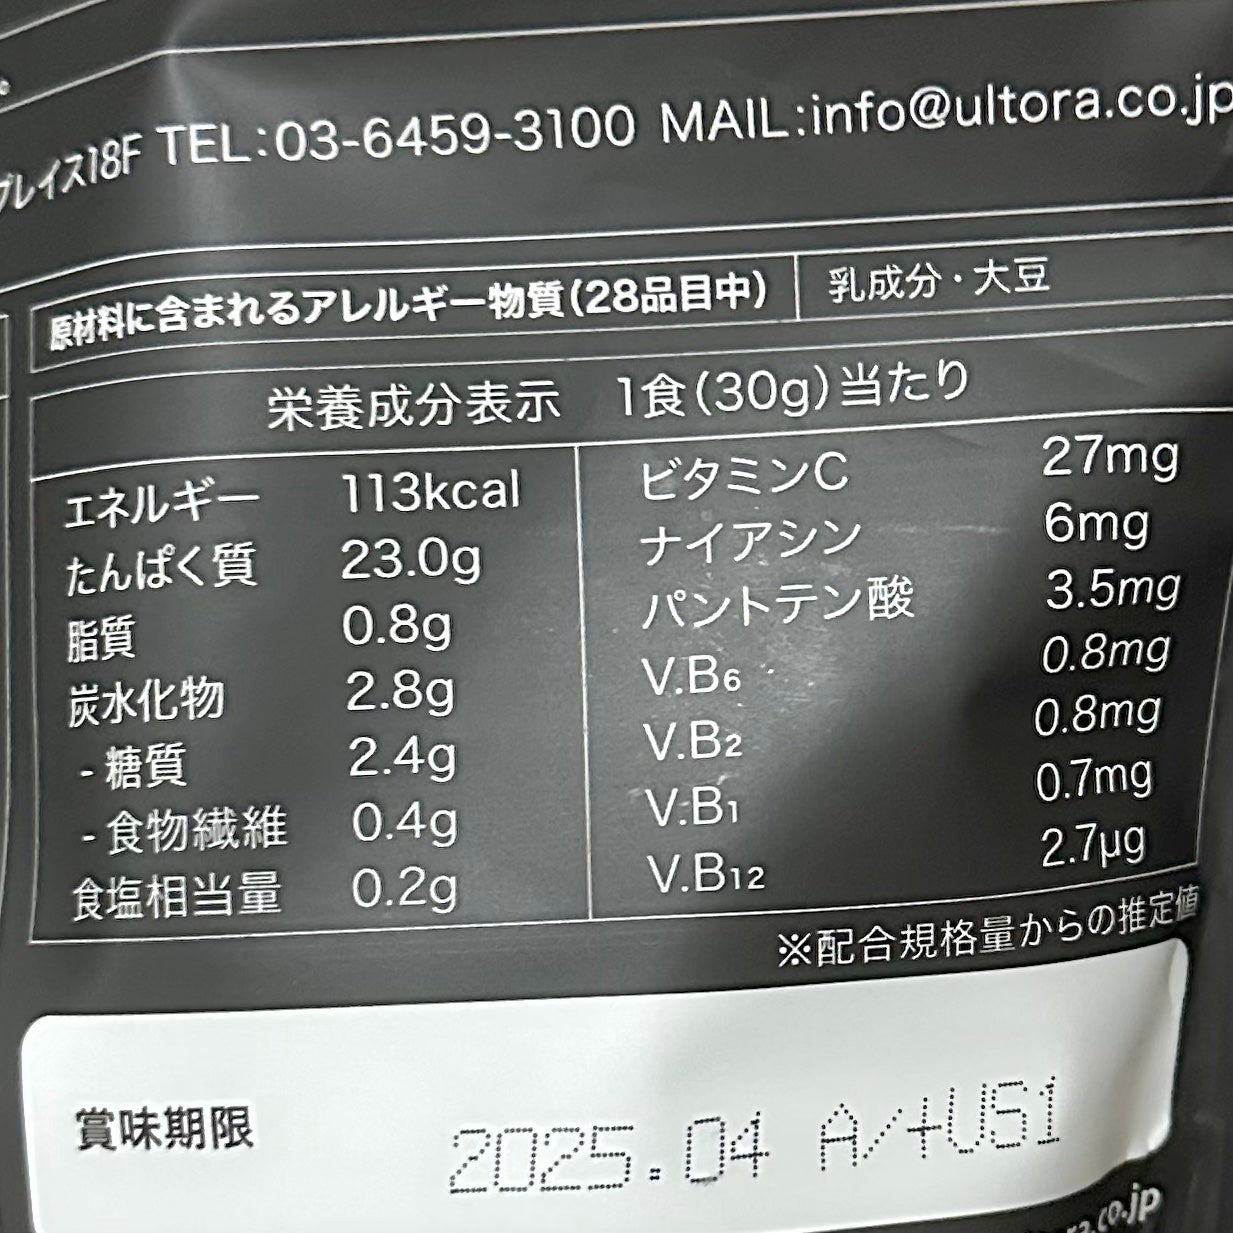 プレイス18F TEL:03-6459-3100 MAIL:info@ultora.co.jp
原材料に含まれるアレルギー物質(28品目中) 乳成分・大豆
栄養成分表示 1食(30g)当たり
エネルギー 113kcal
たんぱく質 23.0g
脂質 0.8g
炭水化物 2.8g
- 糖質 2.4g
- 食物繊維 0.4g
食塩相当量 0.2g
ビタミンC 27mg
ナイアシン 6mg
パントテン酸 3.5mg
V.B6 0.8mg
V.B2 0.8mg
V.B1 0.7mg
V.B12 2.7μg
※配合規格量からの推定値
賞味期限 2025.04 A/+US1
ra.co.jp